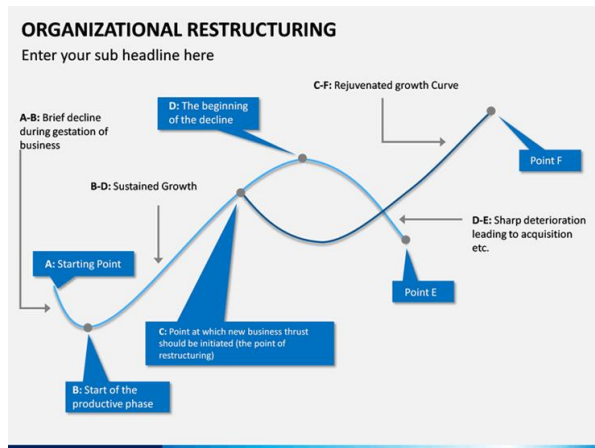 ORGANIZATIONAL RESTRUCTURING
Enter your sub headline here
C-F: Rejuvenated growth Curve
D: The beginning
of the decline
A-B: Brief decline
during gestation of
business
Point F
B-D: Sustained Growth
D-E: Sharp deterioration
leading to acquisition
etc.
A: Starting Point
Point E
C: Point at which new business thrust
should be initiated (the point of
restructuring)
B: Start of the
productive phase